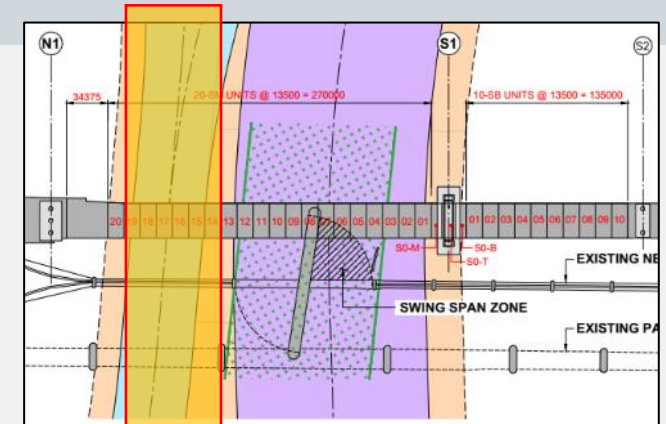 N1
S1
S2
34375
20-SM UNITS @ 13500 = 270000
10-SB UNITS @ 13500 = 135000
20 19 18 17 16 15 14 13 12 11 10 09 08 06 05 04 03 02 01
01 02 03 04 05 06 07 08 09 10
S0-M
S0-B
S0-T
EXISTING NE
SWING SPAN ZONE
EXISTING PA